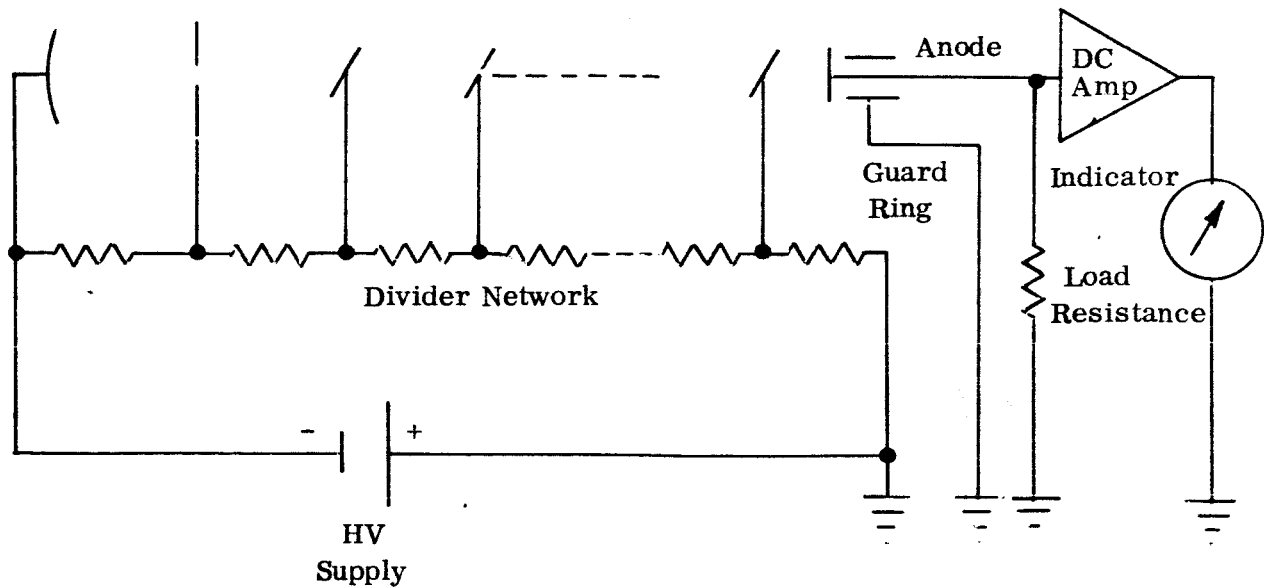 Anode
DC
Amp
Guard
Ring
Indicator
Divider Network
Load
Resistance
-
+
HV
Supply